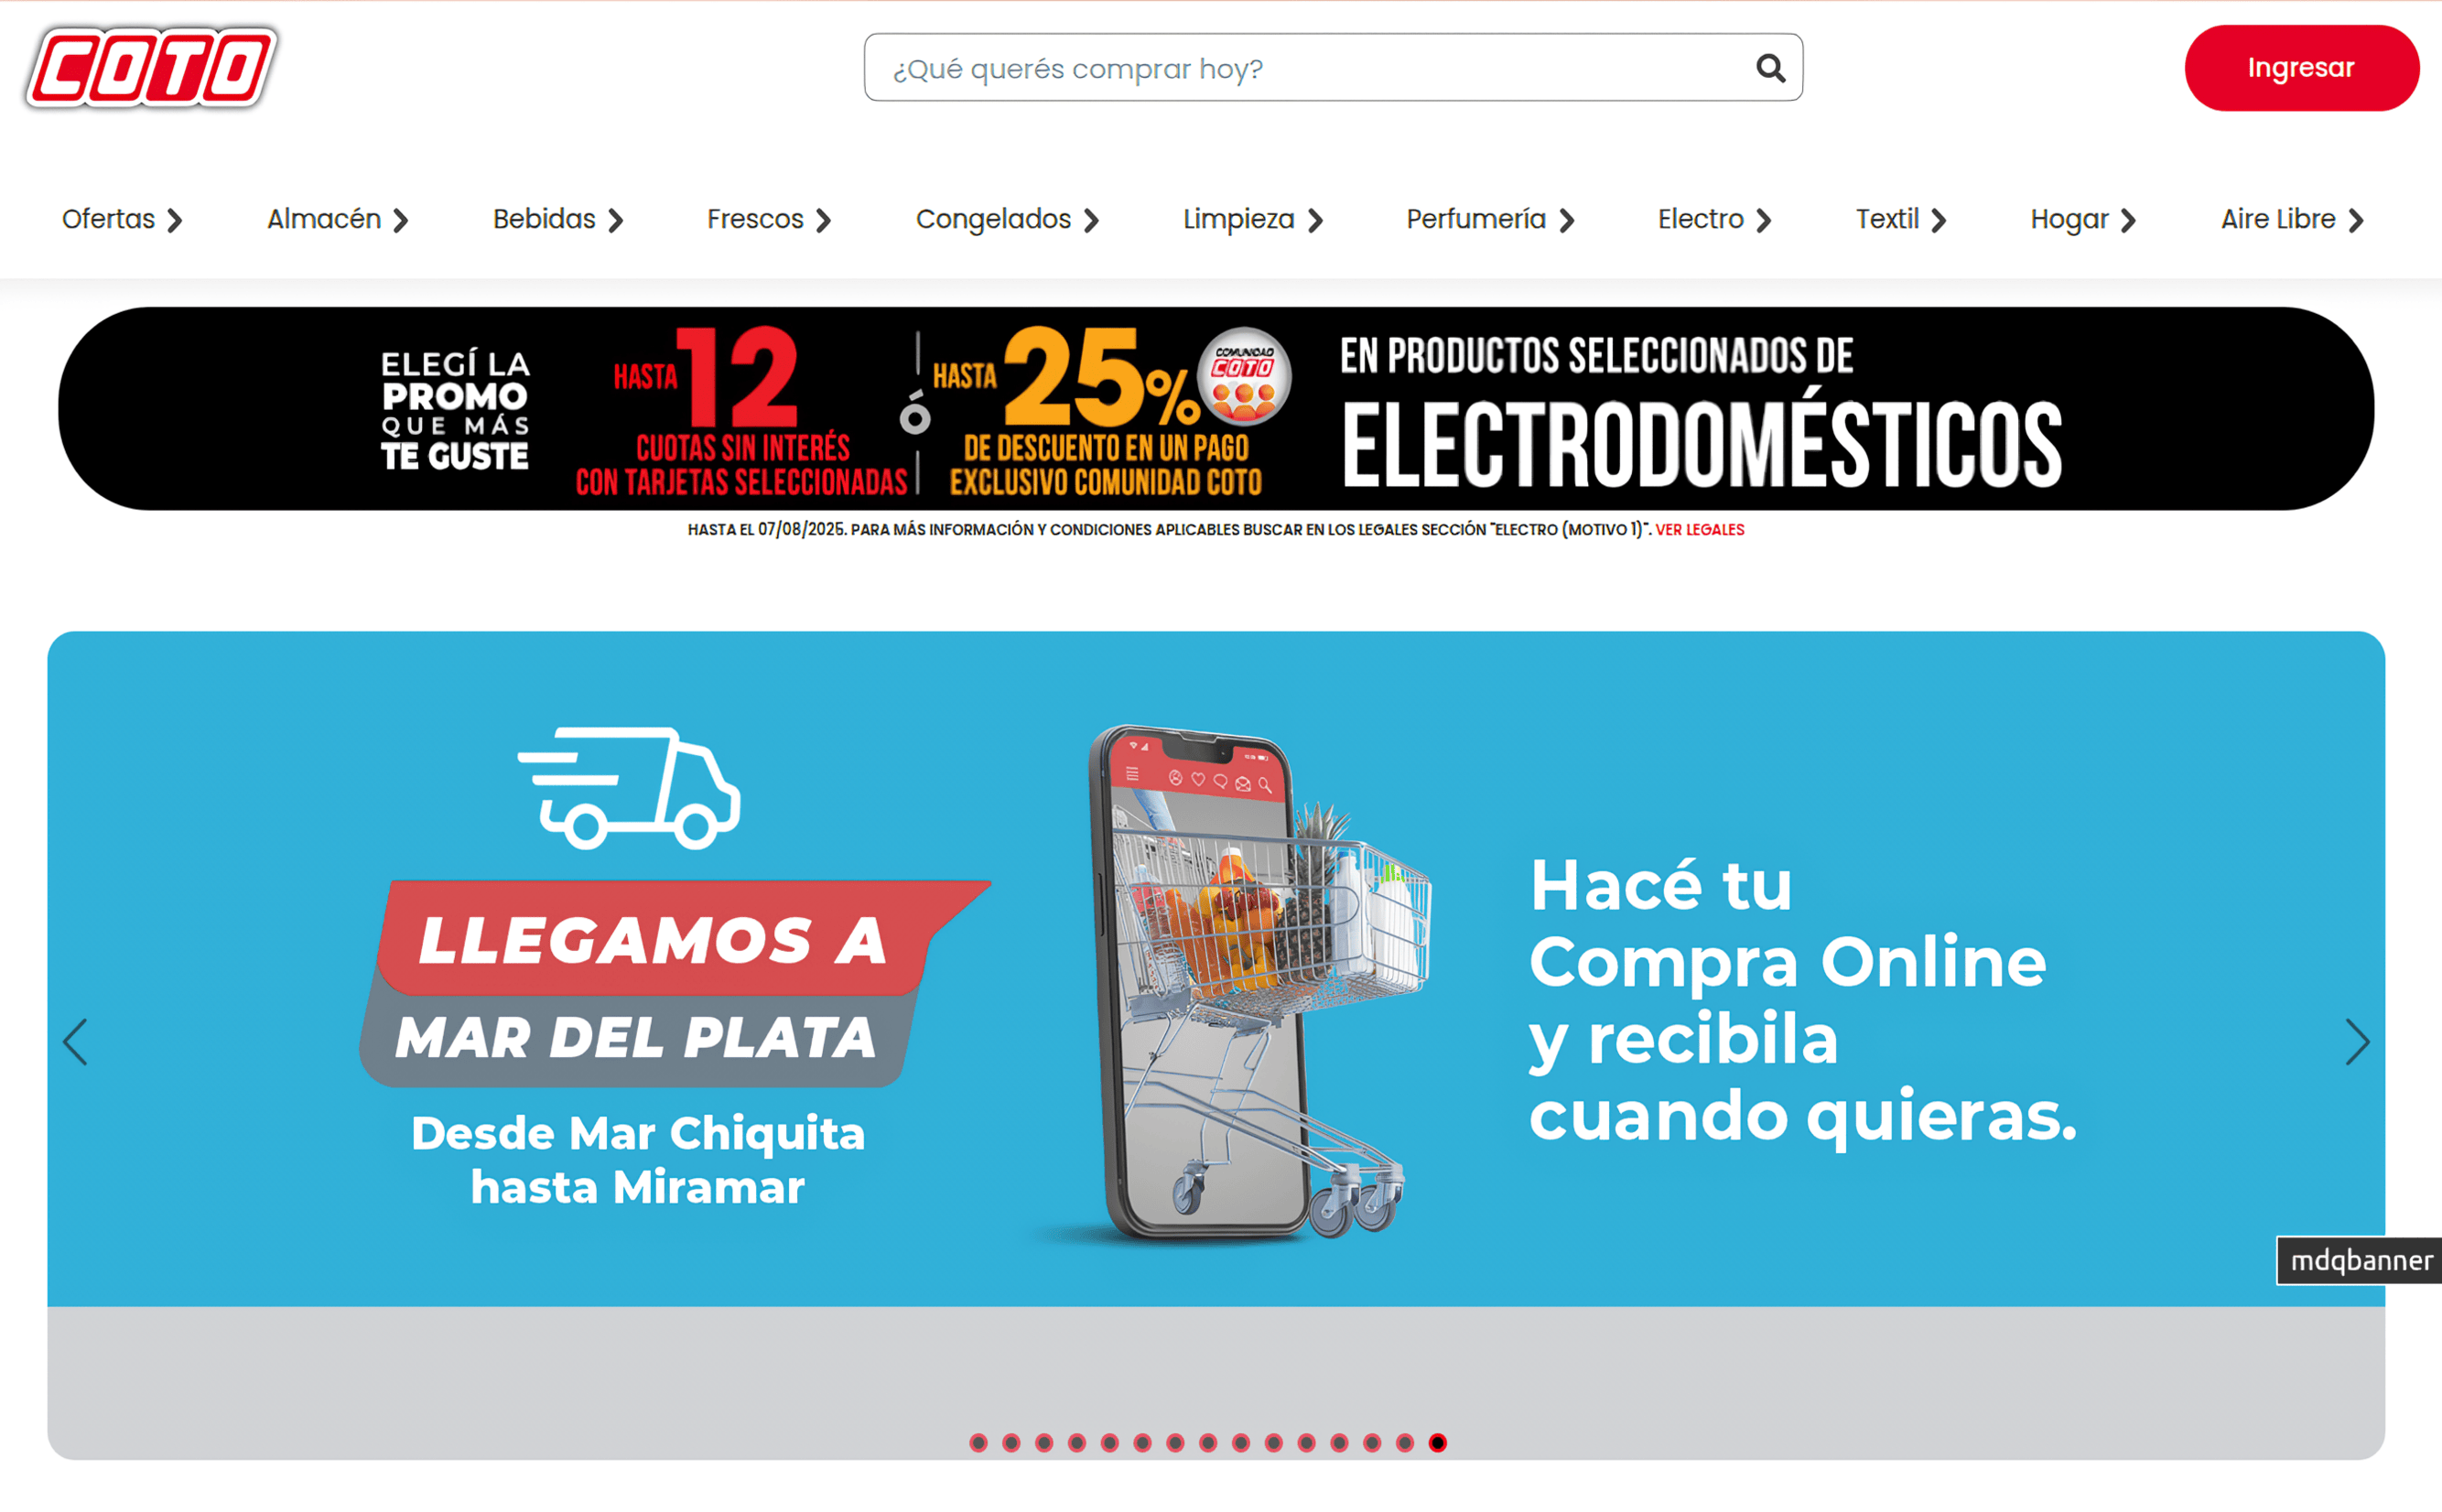 COTO
¿Qué querés comprar hoy?
Ingresar
Ofertas
Almacén
Bebidas
Frescos
Congelados
Limpieza
Perfumería
Electro
Textil
Hogar
Aire Libre
ELEGÍ LA
PROMO
QUE MÁS
TE GUSTE
HASTA 12
CUOTAS SIN INTERÉS
CON TARJETAS SELECCIONADAS
Ó
HASTA 25%
COMUNIDAD
COTO
DE DESCUENTO EN UN PAGO
EXCLUSIVO COMUNIDAD COTO
EN PRODUCTOS SELECCIONADOS DE
ELECTRODOMÉSTICOS
HASTA EL 07/08/2025. PARA MÁS INFORMACIÓN Y CONDICIONES APLICABLES BUSCAR EN LOS LEGALES SECCIÓN "ELECTRO (MOTIVO 1)". VER LEGALES
LLEGAMOS A
MAR DEL PLATA
Desde Mar Chiquita
hasta Miramar
Hacé tu
Compra Online
y recibila
cuando quieras.
mdqbanner